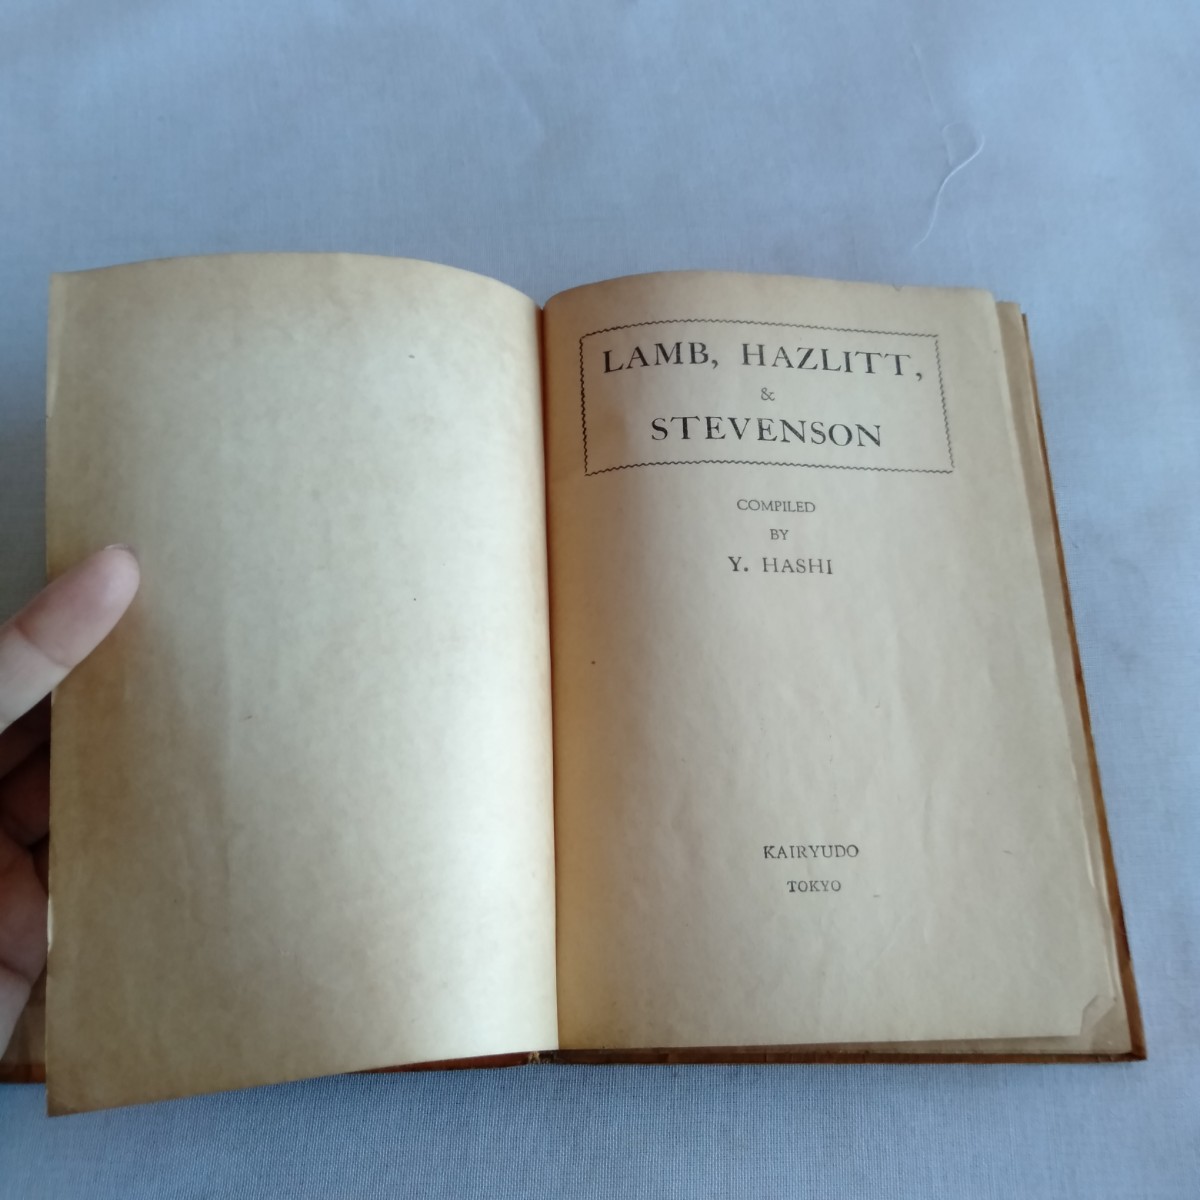 LAMB, HAZLITT,
&
STEVENSON
COMPILED
BY
Y. HASHI
KAIRYUDO
TOKYO